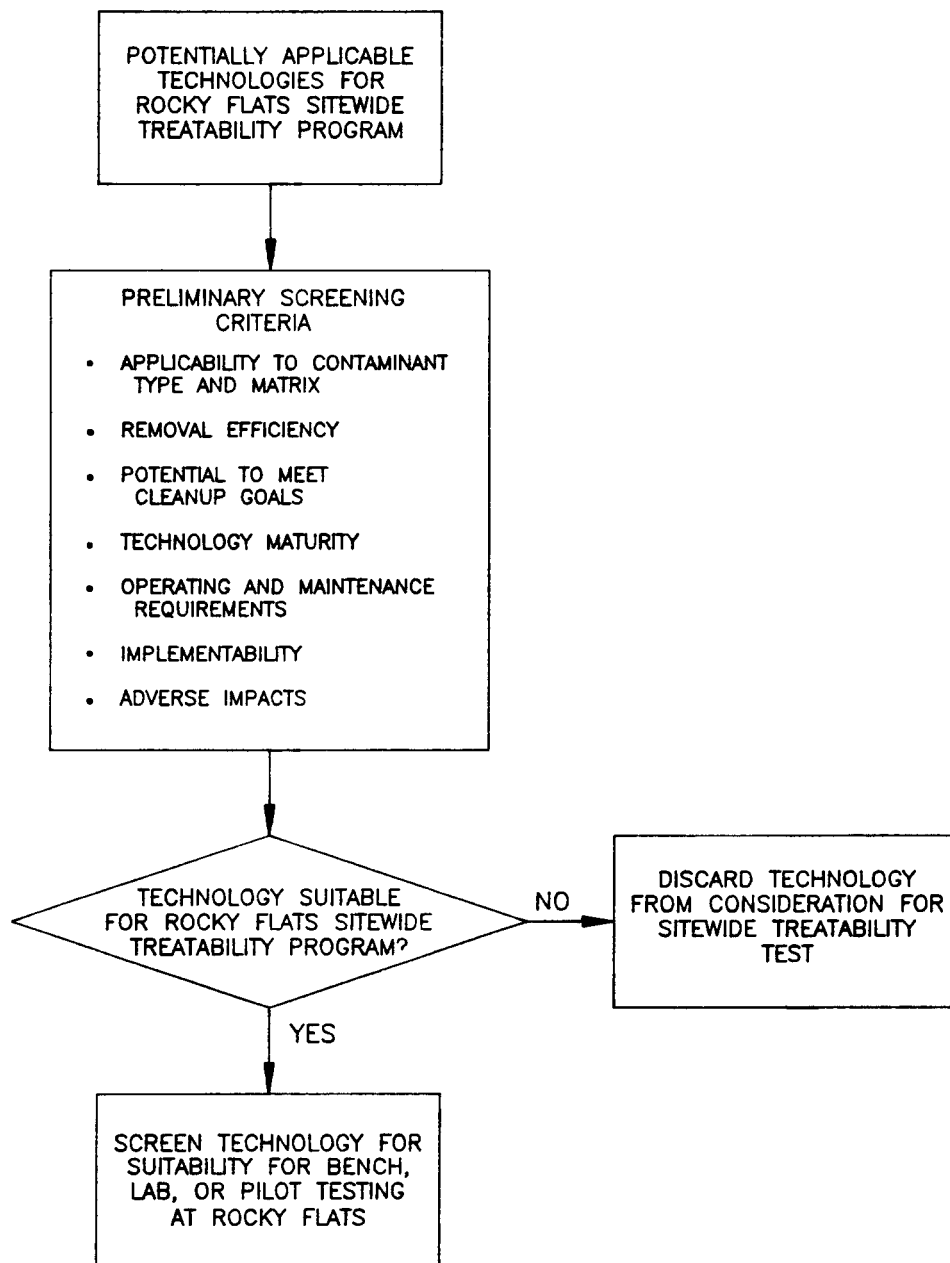 POTENTIALLY APPLICABLE
TECHNOLOGIES FOR
ROCKY FLATS SITEWIDE
TREATABILITY PROGRAM
PRELIMINARY SCREENING
CRITERIA
• APPLICABILITY TO CONTAMINANT
TYPE AND MATRIX
• REMOVAL EFFICIENCY
• POTENTIAL TO MEET
CLEANUP GOALS
• TECHNOLOGY MATURITY
• OPERATING AND MAINTENANCE
REQUIREMENTS
• IMPLEMENTABILITY
• ADVERSE IMPACTS
TECHNOLOGY SUITABLE
FOR ROCKY FLATS SITEWIDE
TREATABILITY PROGRAM?
NO
DISCARD TECHNOLOGY
FROM CONSIDERATION FOR
SITEWIDE TREATABILITY
TEST
YES
SCREEN TECHNOLOGY FOR
SUITABILITY FOR BENCH,
LAB, OR PILOT TESTING
AT ROCKY FLATS